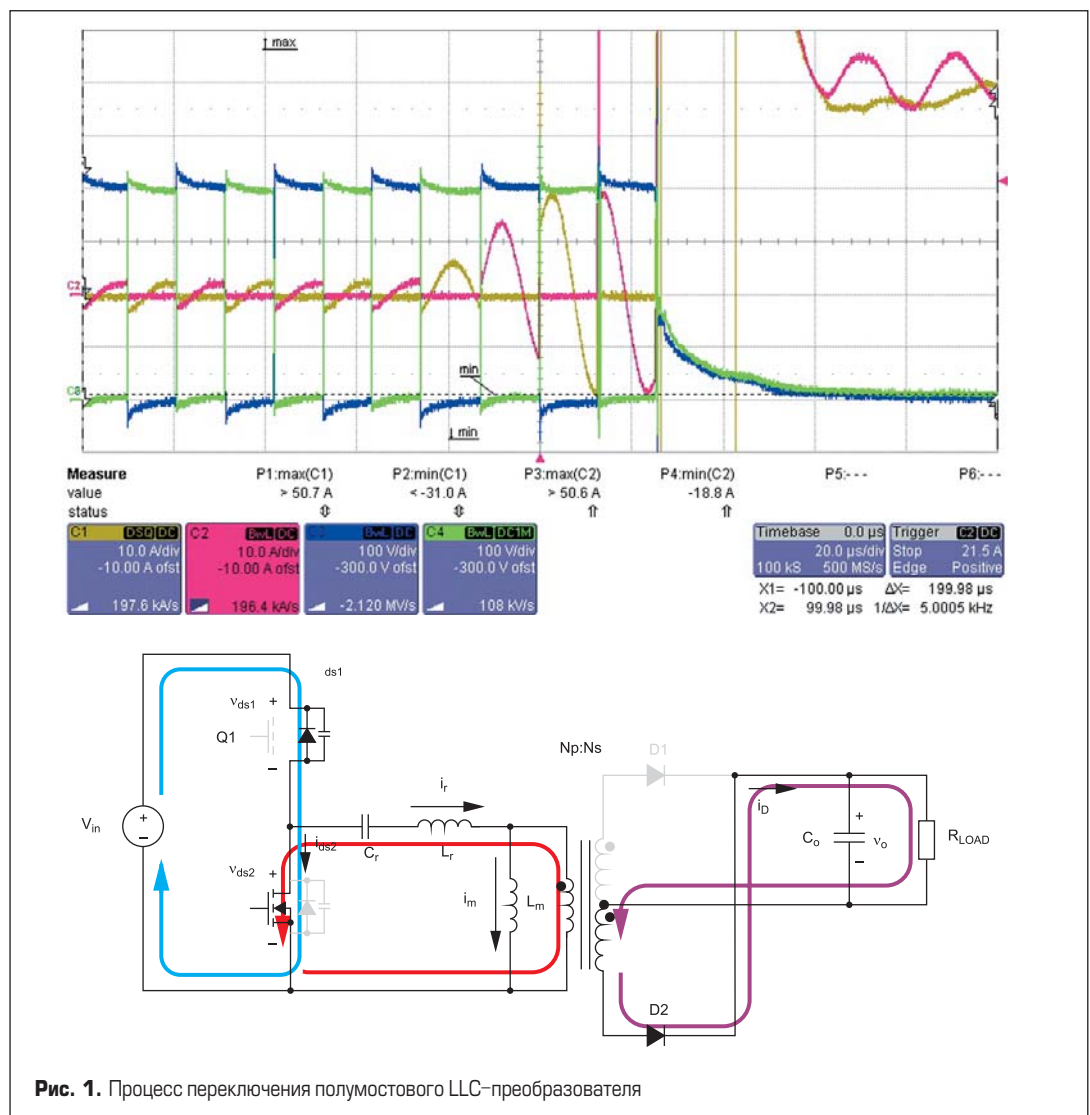 max
C2
C3
min
min
Measure P1:max(C1) P2:min(C1) P3:max(C2) P4:min(C2) P5:- - - P6:- - -
value > 50.7 A < -31.0 A > 50.6 A -18.8 A
status
C1 DSQ DC
10.0 A/div
-10.00 A ofst
197.6 kA/s
C2 BwL DC
10.0 A/div
-10.00 A ofst
196.4 kA/s
BwL DC
100 V/div
-300.0 V ofst
-2.120 MV/s
C4 BwL DC1M
100 V/div
-300.0 V ofst
108 kV/s
Timebase 0.0 µs
20.0 µs/div
100 kS 500 MS/s
Trigger C2 DC
Stop 21.5 A
Edge Positive
X1= -100.00 µs ΔX= 199.98 µs
X2= 99.98 µs 1/ΔX= 5.0005 kHz
ds1
vds1 +
Q1
−
Np:Ns
D1
ir
iD
Vin
+
−
Cr
Lr
ids2
vds2 +
−
im
Lm
Co
+
vo
−
RLOAD
D2
Рис. 1. Процесс переключения полумостового LLC-преобразователя